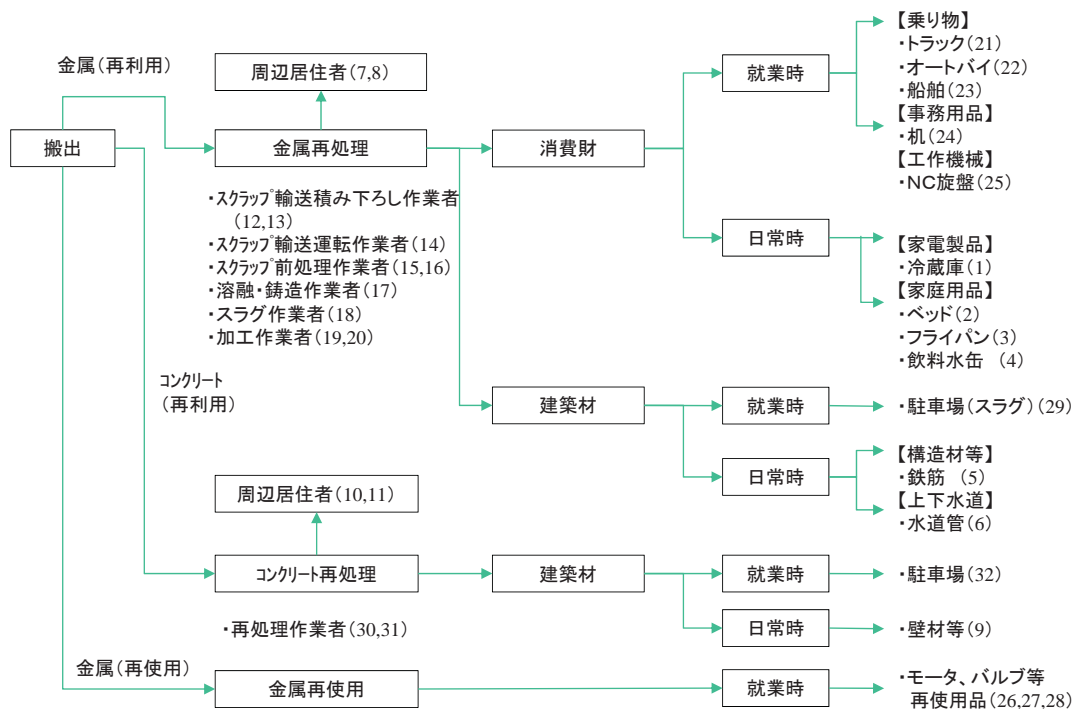 金属(再利用)
周辺居住者(7,8)
搬出
金属再処理
消費財
就業時
【乗り物】
・トラック(21)
・オートバイ(22)
・船舶(23)
【事務用品】
・机(24)
【工作機械】
・NC旋盤(25)
・スクラップ輸送積み下ろし作業者
(12,13)
・スクラップ輸送運転作業者(14)
・スクラップ前処理作業者(15,16)
・溶融・鋳造作業者(17)
・スラグ作業者(18)
・加工作業者(19,20)
日常時
【家電製品】
・冷蔵庫(1)
【家庭用品】
・ベッド(2)
・フライパン(3)
・飲料水缶 (4)
コンクリート
(再利用)
建築材
就業時
・駐車場(スラグ)(29)
日常時
【構造材等】
・鉄筋 (5)
【上下水道】
・水道管(6)
周辺居住者(10,11)
コンクリート再処理
建築材
就業時
・駐車場(32)
・再処理作業者(30,31)
日常時
・壁材等(9)
金属(再使用)
金属再使用
就業時
・モータ、バルブ等
再使用品(26,27,28)